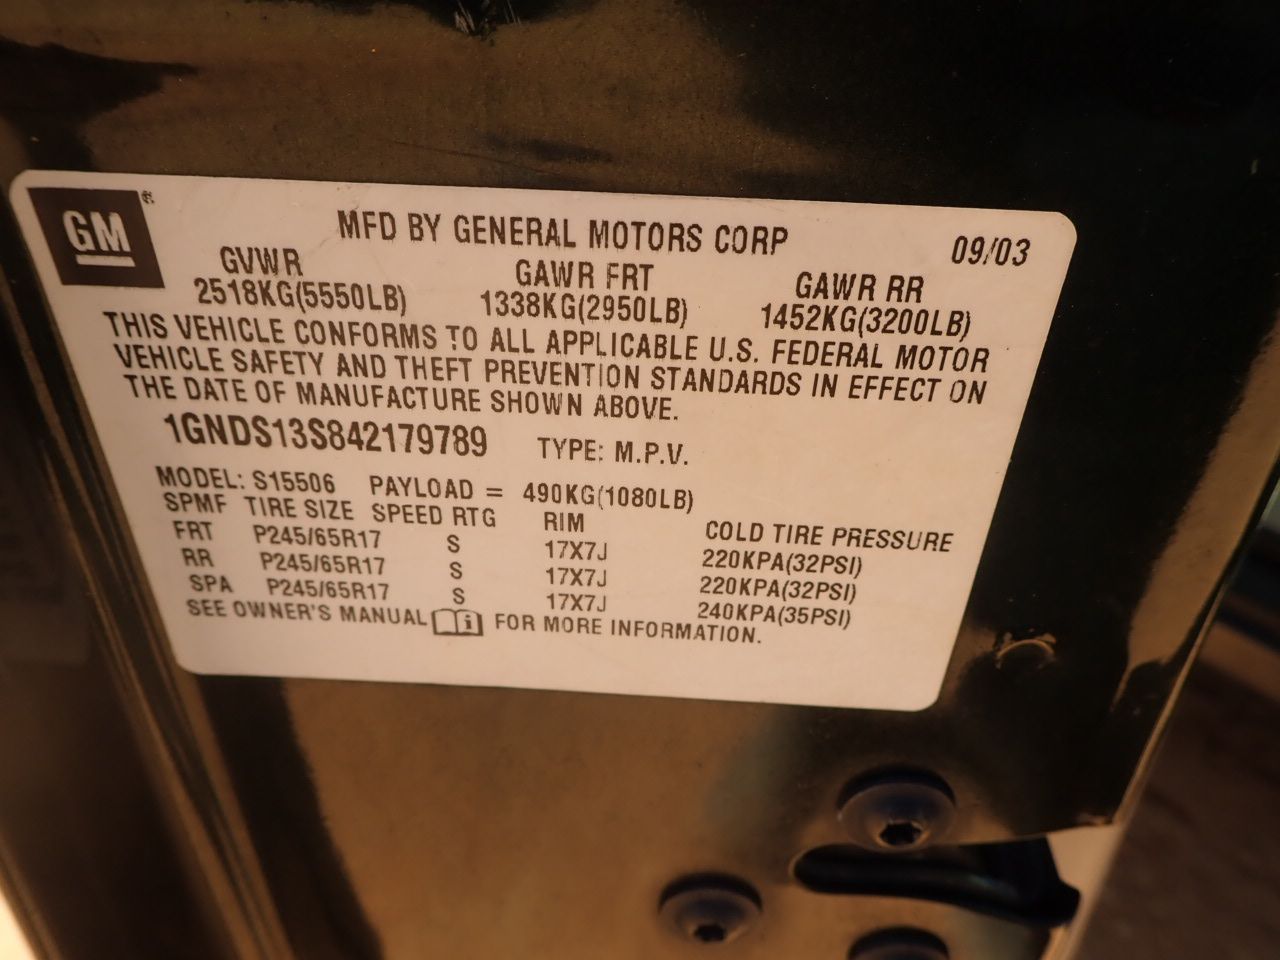 GM®
MFD BY GENERAL MOTORS CORP 09/03
GVWR GAWR FRT GAWR RR
2518KG(5550LB) 1338KG(2950LB) 1452KG(3200LB)
THIS VEHICLE CONFORMS TO ALL APPLICABLE U.S. FEDERAL MOTOR
VEHICLE SAFETY AND THEFT PREVENTION STANDARDS IN EFFECT ON
THE DATE OF MANUFACTURE SHOWN ABOVE.
1GNDS13S842179789 TYPE: M.P.V.
MODEL: S15506 PAYLOAD = 490KG(1080LB)
SPMF TIRE SIZE SPEED RTG RIM COLD TIRE PRESSURE
FRT P245/65R17 S 17X7J 220KPA(32PSI)
RR P245/65R17 S 17X7J 220KPA(32PSI)
SPA P245/65R17 S 17X7J 240KPA(35PSI)
SEE OWNER'S MANUAL i FOR MORE INFORMATION.